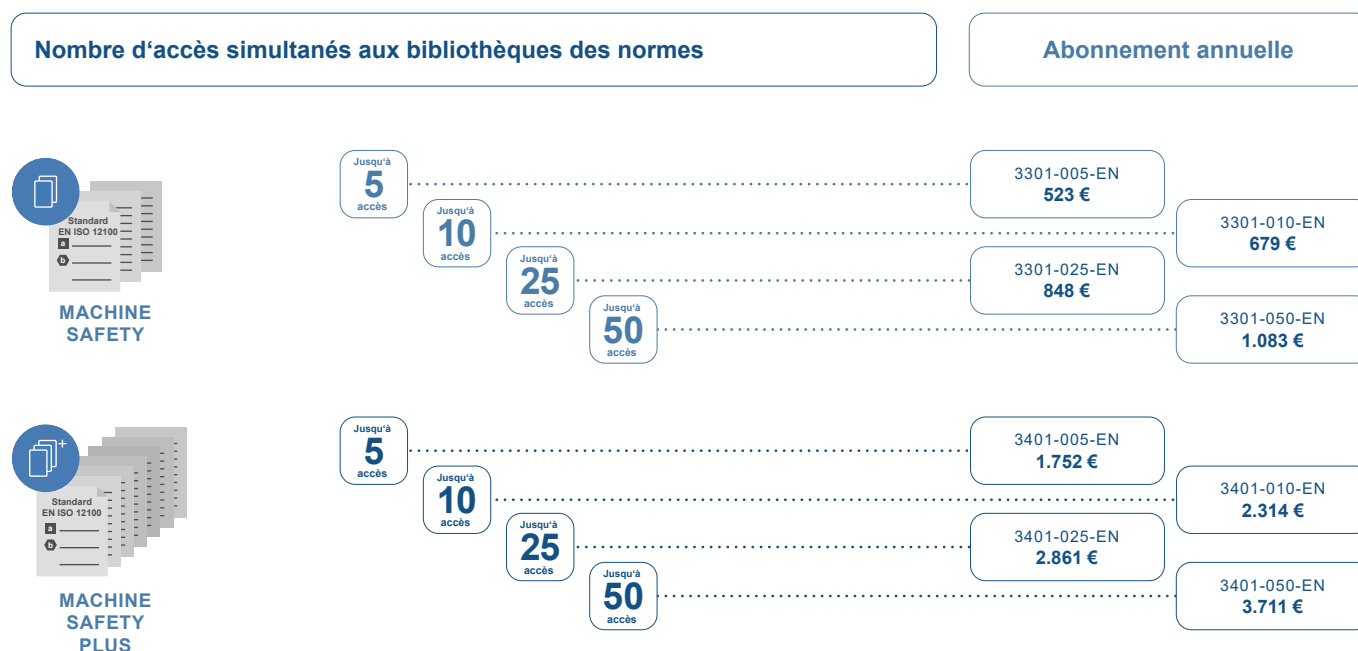 Nombre d‘accès simultanés aux bibliothèques des normes
Abonnement annuelle
Standard
EN ISO 12100
a
b
MACHINE
SAFETY
Jusqu‘à
5
accès
3301-005-EN
523 €
Jusqu‘à
10
accès
3301-010-EN
679 €
Jusqu‘à
25
accès
3301-025-EN
848 €
Jusqu‘à
50
accès
3301-050-EN
1.083 €
Standard
EN ISO 12100
a
b
MACHINE
SAFETY
PLUS
Jusqu‘à
5
accès
3401-005-EN
1.752 €
Jusqu‘à
10
accès
3401-010-EN
2.314 €
Jusqu‘à
25
accès
3401-025-EN
2.861 €
Jusqu‘à
50
accès
3401-050-EN
3.711 €